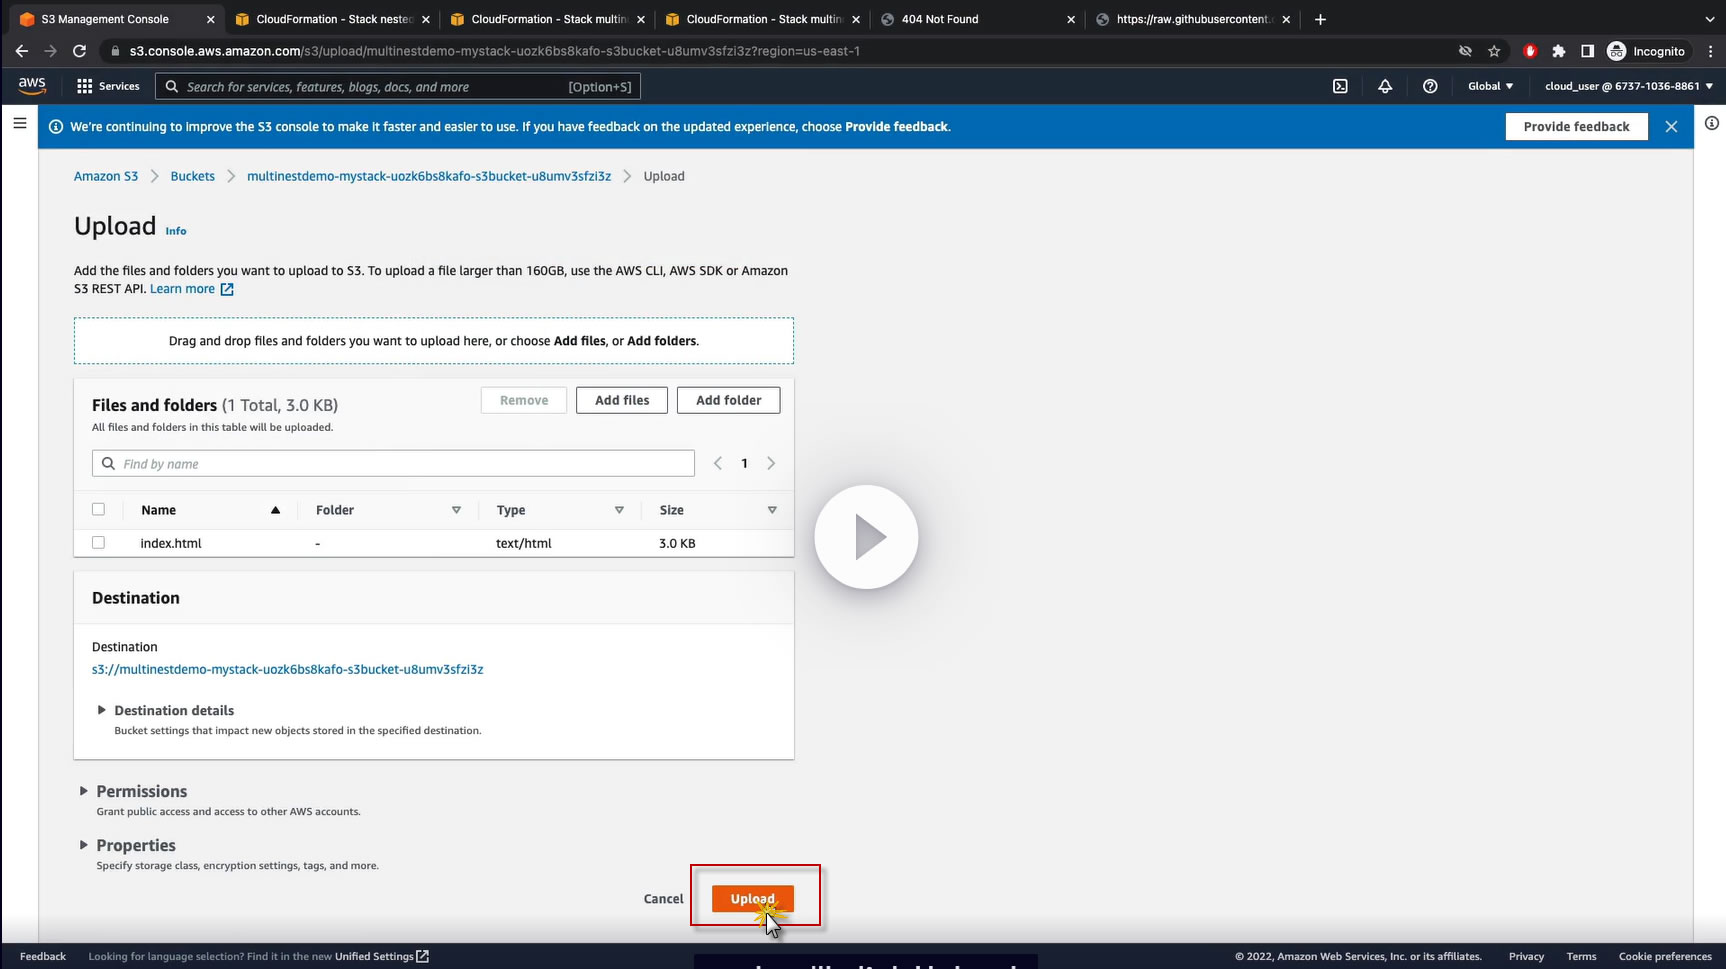 S3 Management Console
CloudFormation - Stack nested
CloudFormation - Stack multin
CloudFormation - Stack multin
404 Not Found
https://raw.githubusercontent.
s3.console.aws.amazon.com/s3/upload/multinestdemo-mystack-uozk6bs8kafo-s3bucket-u8umv3sfzi3z?region=us-east-1
Incognito
aws
Services
Search for services, features, blogs, docs, and more
[Option+S]
Global
cloud_user @ 6737-1036-8861
We're continuing to improve the S3 console to make it faster and easier to use. If you have feedback on the updated experience, choose Provide feedback.
Provide feedback
Amazon S3
Buckets
multinestdemo-mystack-uozk6bs8kafo-s3bucket-u8umv3sfzi3z
Upload
Upload
Info
Add the files and folders you want to upload to S3. To upload a file larger than 160GB, use the AWS CLI, AWS SDK or Amazon
S3 REST API. Learn more
Drag and drop files and folders you want to upload here, or choose Add files, or Add folders.
Files and folders (1 Total, 3.0 KB)
Remove
Add files
Add folder
All files and folders in this table will be uploaded.
Find by name
1
Name
Folder
Type
Size
index.html
-
text/html
3.0 KB
Destination
Destination
s3://multinestdemo-mystack-uozk6bs8kafo-s3bucket-u8umv3sfzi3z
Destination details
Bucket settings that impact new objects stored in the specified destination.
Permissions
Grant public access and access to other AWS accounts.
Properties
Specify storage class, encryption settings, tags, and more.
Cancel
Upload
Feedback
Looking for language selection? Find it in the new Unified Settings
© 2022, Amazon Web Services, Inc. or its affiliates.
Privacy
Terms
Cookie preferences